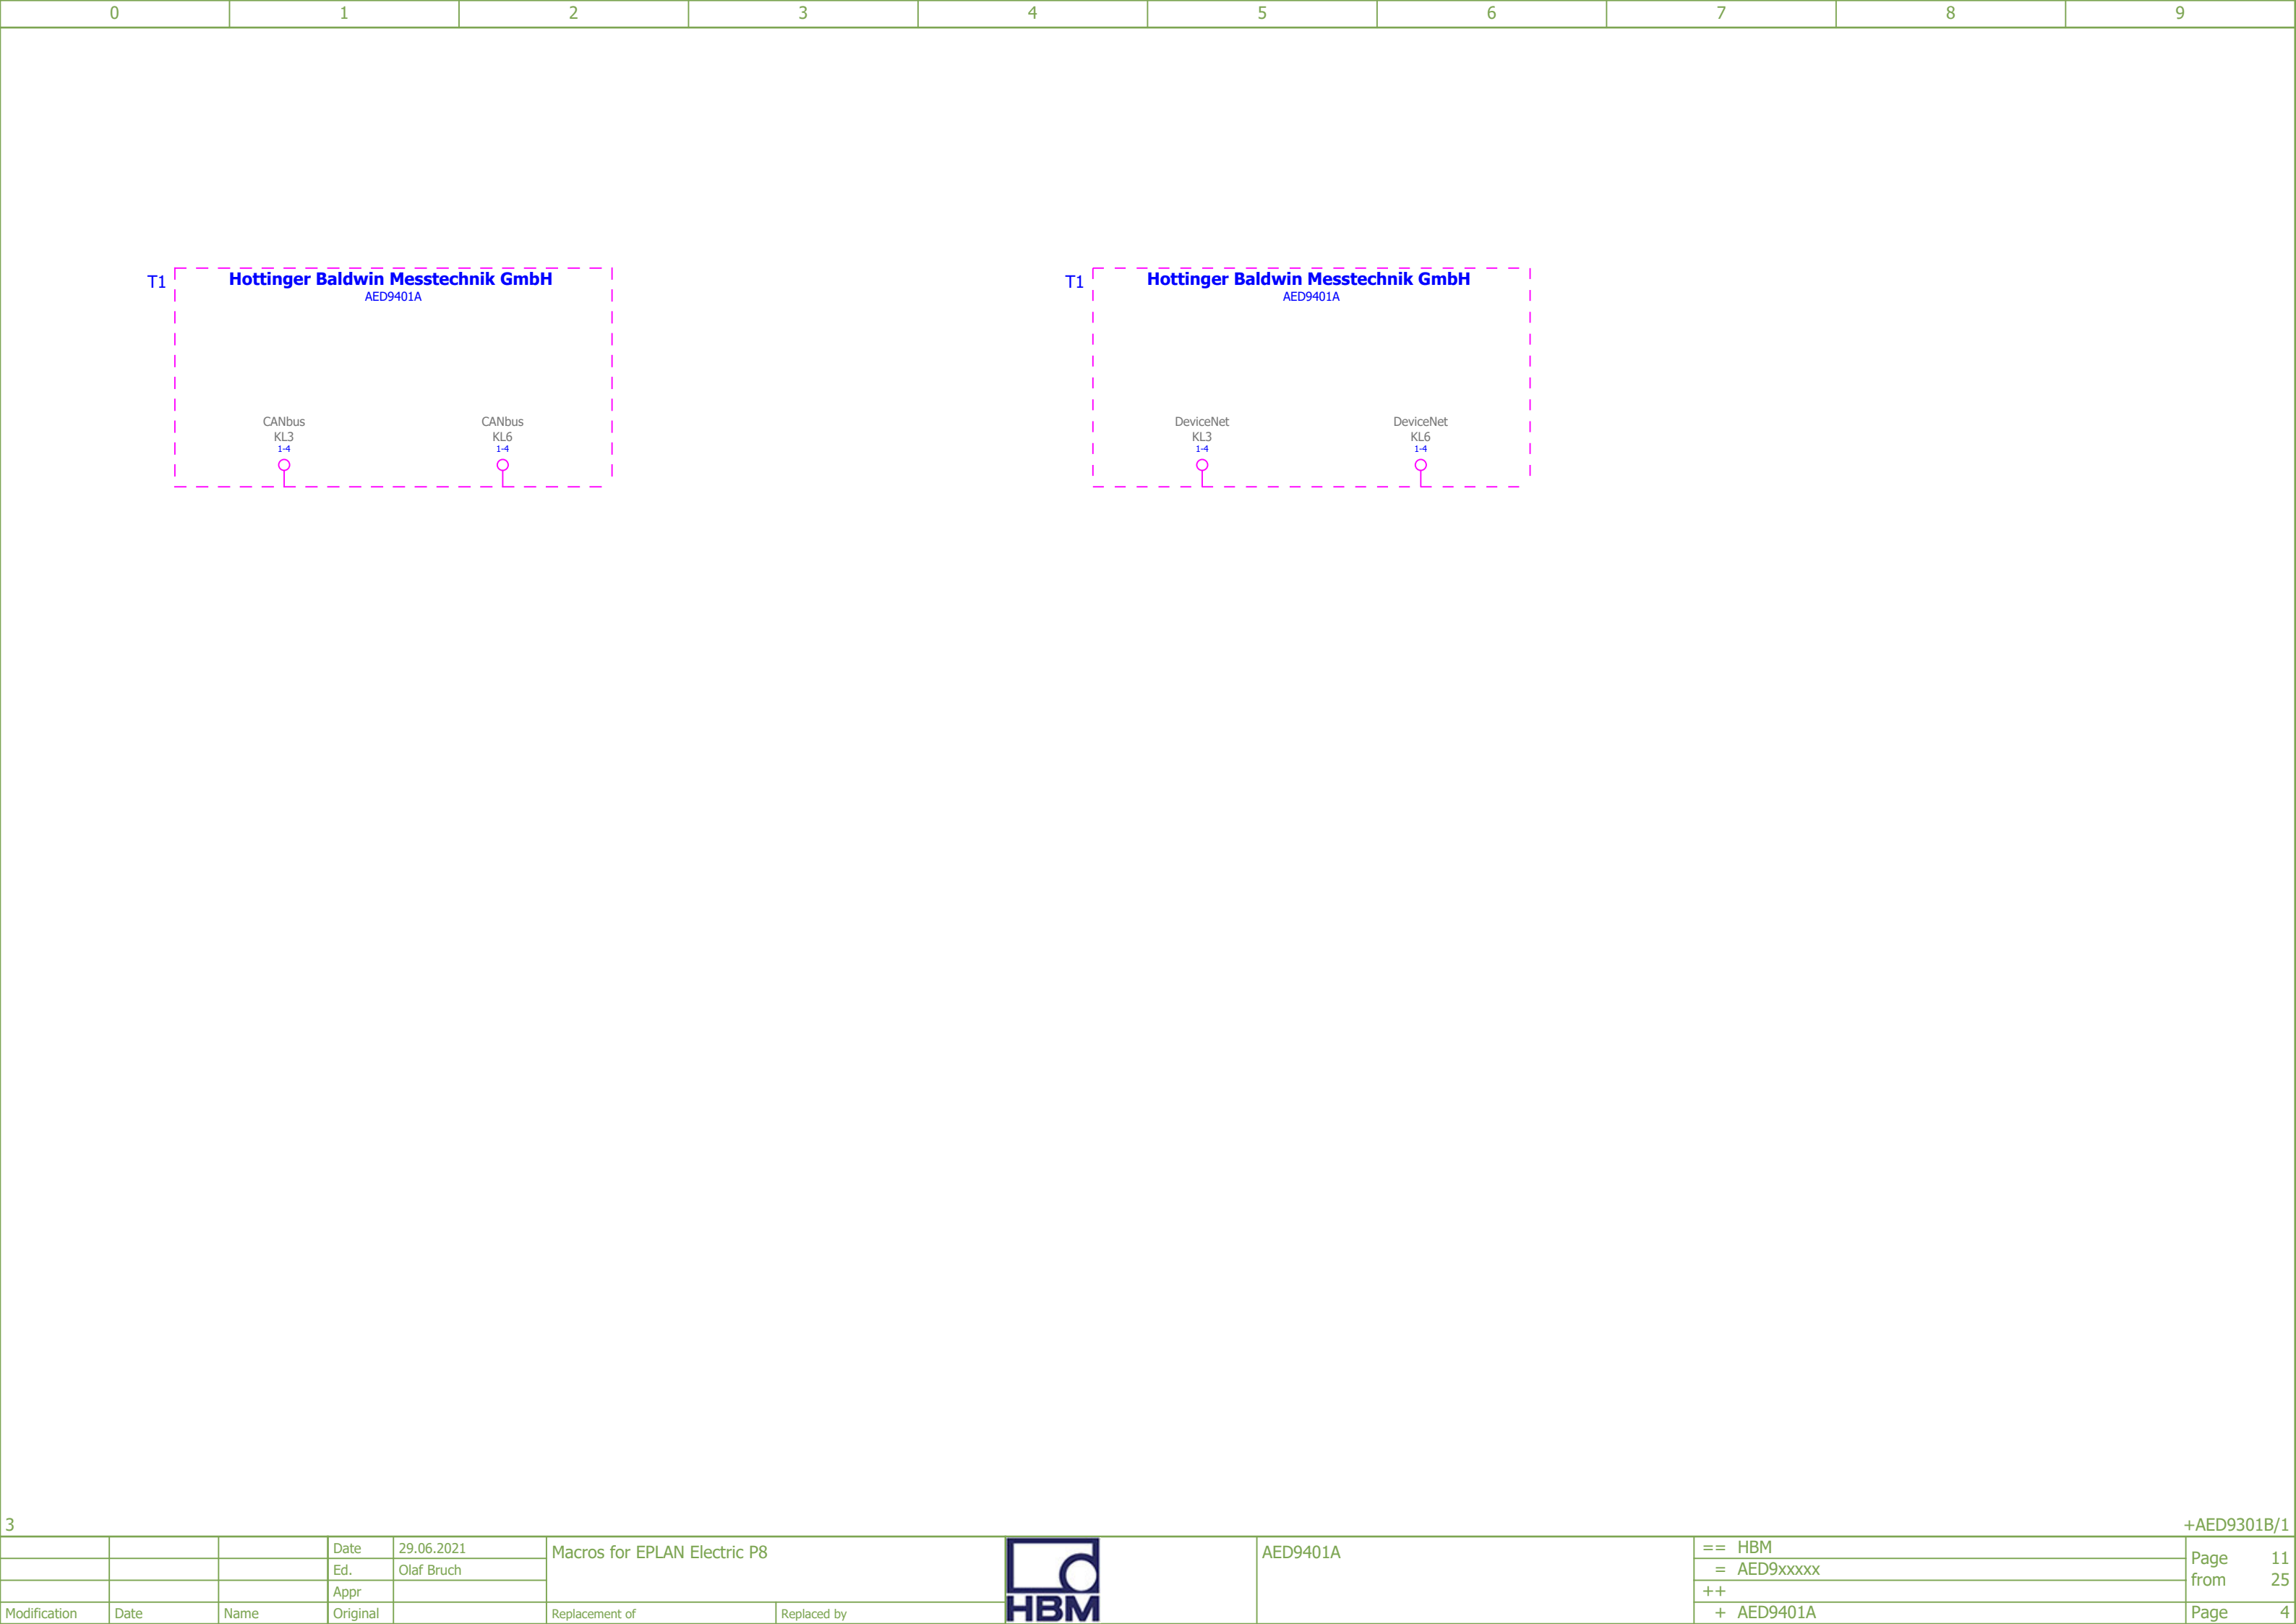 0 1 2 3 4 5 6 7 8 9
T1 Hottinger Baldwin Messtechnik GmbH
AED9401A
CANbus CANbus
KL3 KL6
1-4 1-4
T1 Hottinger Baldwin Messtechnik GmbH
AED9401A
DeviceNet DeviceNet
KL3 KL6
1-4 1-4
3
+AED9301B/1
Date 29.06.2021
Ed. Olaf Bruch
Appr
Modification Date Name Original
Macros for EPLAN Electric P8
Replacement of Replaced by
HBM
AED9401A
== HBM
= AED9xxxxx
++
+ AED9401A
Page 11
from 25
Page 4